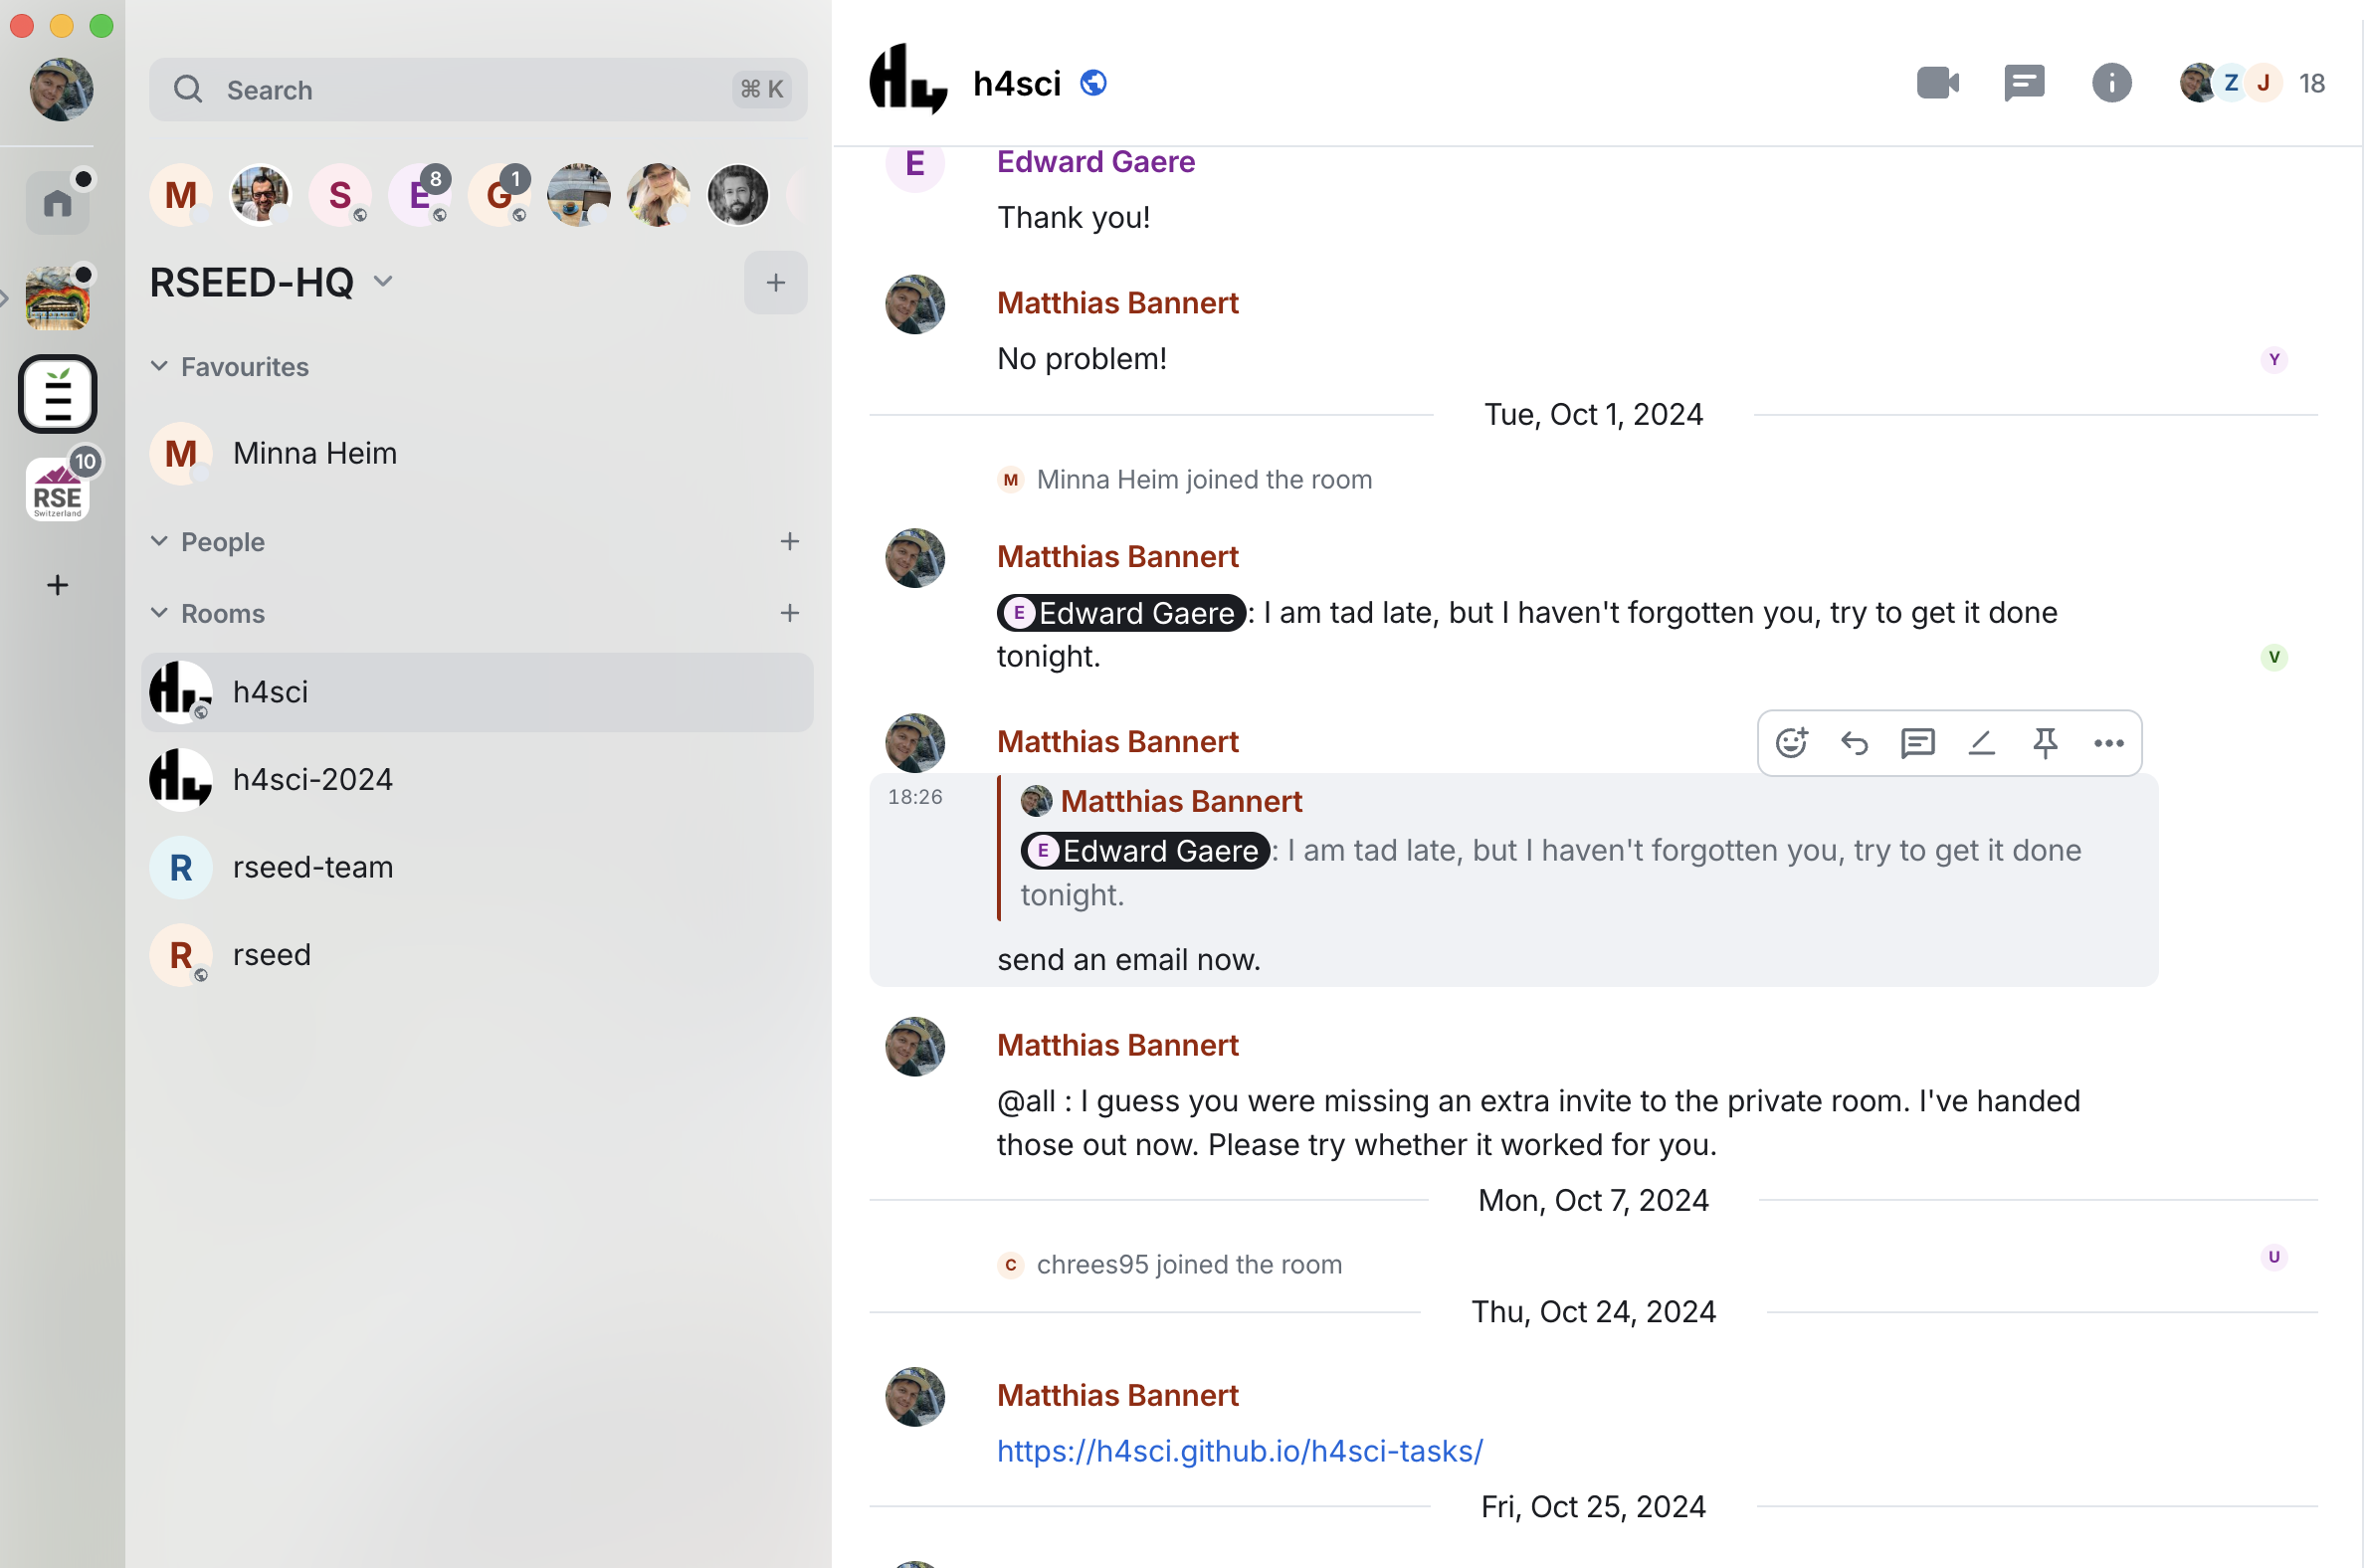 Search
⌘ K
M
S
E
8
G
1
RSEED-HQ
Favourites
M
Minna Heim
10
RSE
Switzerland
People
Rooms
h4sci
h4sci-2024
R
rseed-team
R
rseed
h4sci
Z
J
18
E
Edward Gaere
Thank you!
Matthias Bannert
No problem!
Y
Tue, Oct 1, 2024
M
Minna Heim joined the room
Matthias Bannert
E Edward Gaere : I am tad late, but I haven't forgotten you, try to get it done
tonight.
V
Matthias Bannert
18:26
Matthias Bannert
E Edward Gaere : I am tad late, but I haven't forgotten you, try to get it done
tonight.
send an email now.
Matthias Bannert
@all : I guess you were missing an extra invite to the private room. I've handed
those out now. Please try whether it worked for you.
Mon, Oct 7, 2024
C
chrees95 joined the room
U
Thu, Oct 24, 2024
Matthias Bannert
https://h4sci.github.io/h4sci-tasks/
Fri, Oct 25, 2024